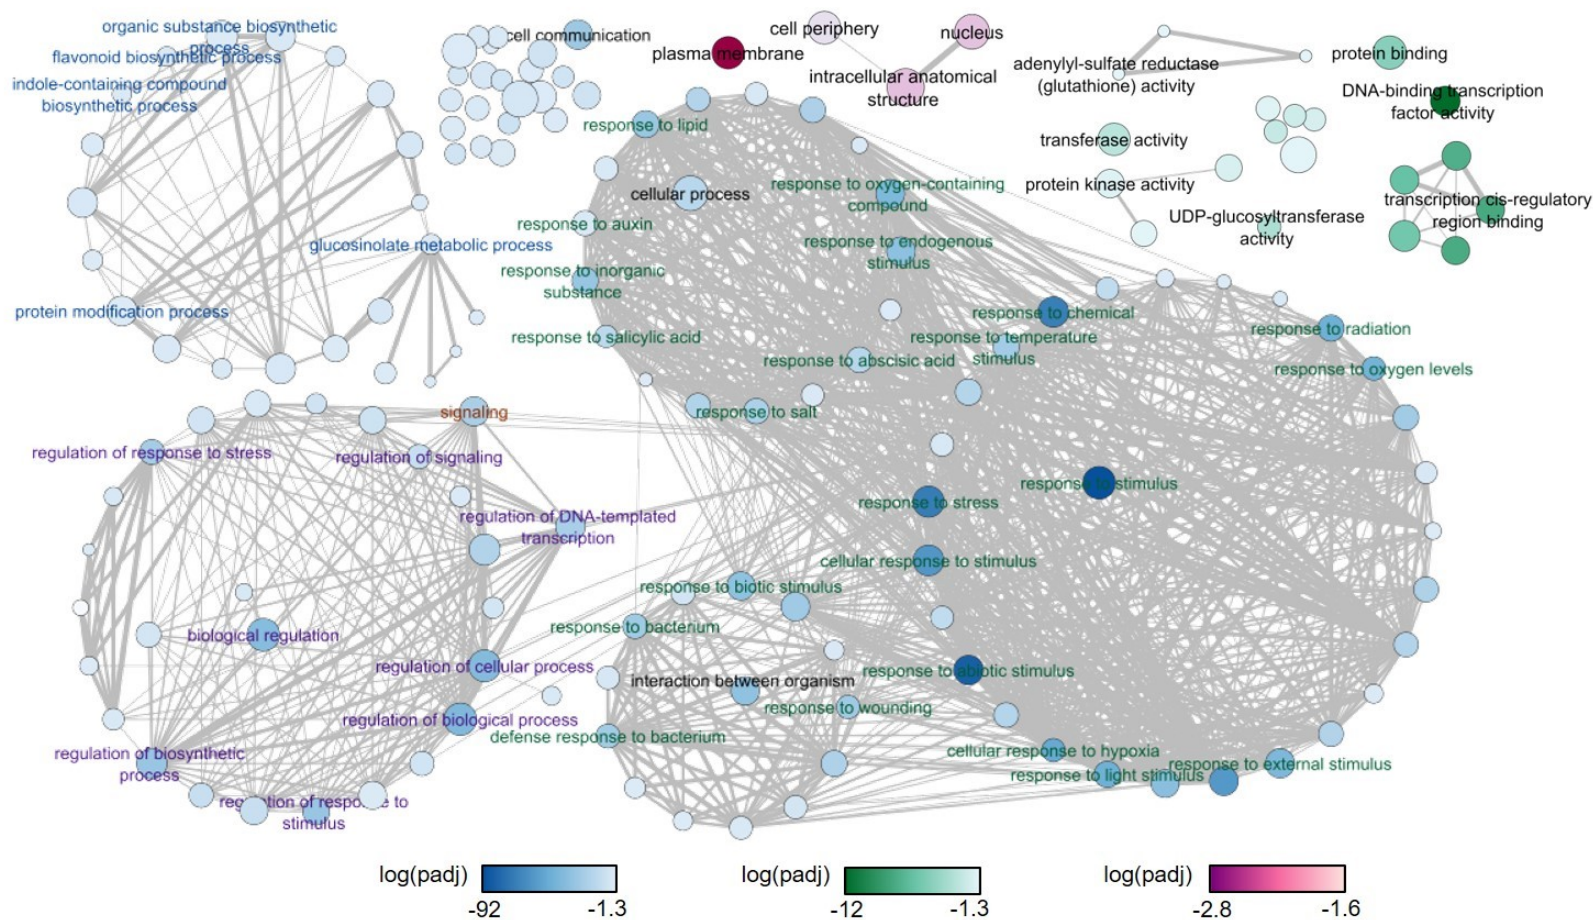 organic substance biosynthetic
process
flavonoid biosynthetic process
indole-containing compound
biosynthetic process
glucosinolate metabolic process
protein modification process
cell communication
plasma membrane
cell periphery
nucleus
intracellular anatomical
structure
adenylyl-sulfate reductase
(glutathione) activity
protein binding
DNA-binding transcription
factor activity
transferase activity
protein kinase activity
UDP-glucosyltransferase
activity
transcription cis-regulatory
region binding
response to lipid
cellular process
response to oxygen-containing
compound
response to auxin
response to endogenous
stimulus
response to inorganic
substance
response to chemical
response to salicylic acid
response to temperature
stimulus
response to abscisic acid
response to radiation
response to oxygen levels
response to salt
signaling
regulation of response to stress
regulation of signaling
regulation of DNA-templated
transcription
response to stimulus
response to stress
cellular response to stimulus
response to biotic stimulus
response to bacterium
biological regulation
regulation of cellular process
response to abiotic stimulus
interaction between organism
response to wounding
regulation of biological process
defense response to bacterium
regulation of biosynthetic
process
cellular response to hypoxia
response to light stimulus
response to external stimulus
regulation of response to
stimulus
log(padj)
-92
-1.3
log(padj)
-12
-1.3
log(padj)
-2.8
-1.6